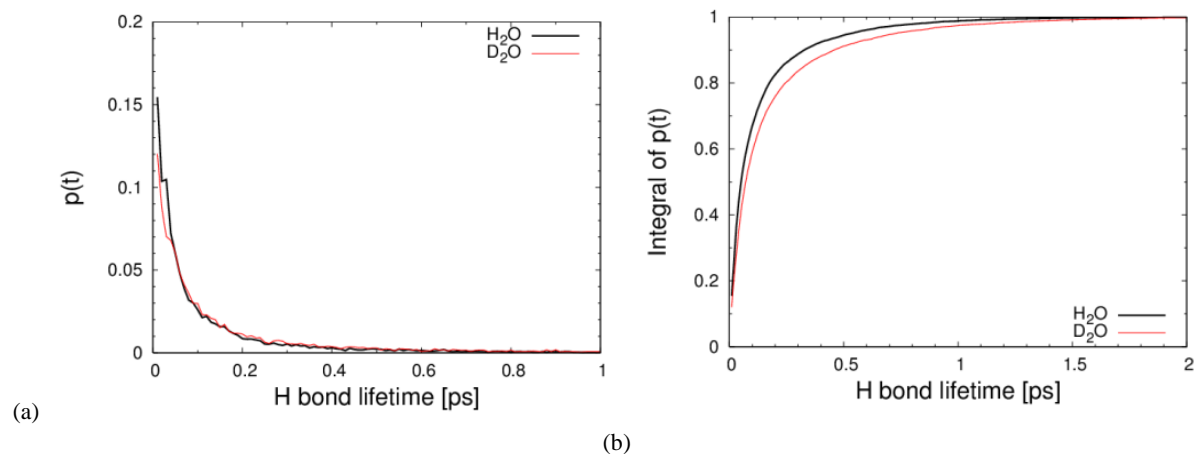 0.2
0.15
0.1
0.05
0
p(t)
H₂O
D₂O
0 0.2 0.4 0.6 0.8 1
H bond lifetime [ps]
(a)
1
0.8
0.6
0.4
0.2
0
Integral of p(t)
H₂O
D₂O
0 0.5 1 1.5 2
H bond lifetime [ps]
(b)